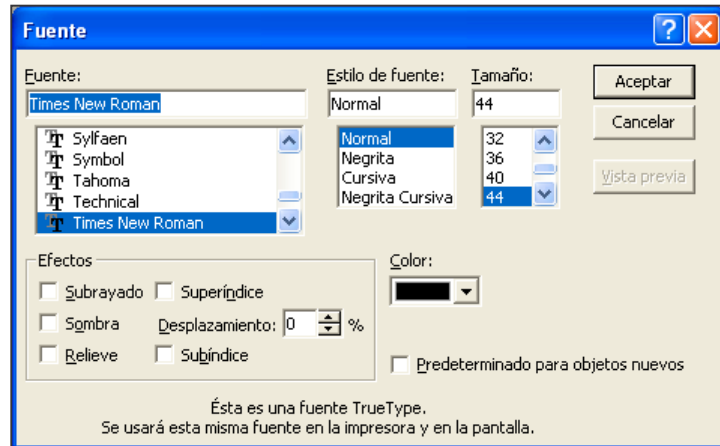 Fuente
Fuente: Estilo de fuente: Tamaño:
Times New Roman Normal 44 Aceptar
Sylfaen Normal 32 Cancelar
Symbol Negrita 36
Tahoma Cursiva 40 Vista previa
Technical Negrita Cursiva 44
Times New Roman
Efectos Color:
Subrayado Superíndice
Sombra Desplazamiento: 0 %
Relieve Subíndice Predeterminado para objetos nuevos
Ésta es una fuente TrueType.
Se usará esta misma fuente en la impresora y en la pantalla.